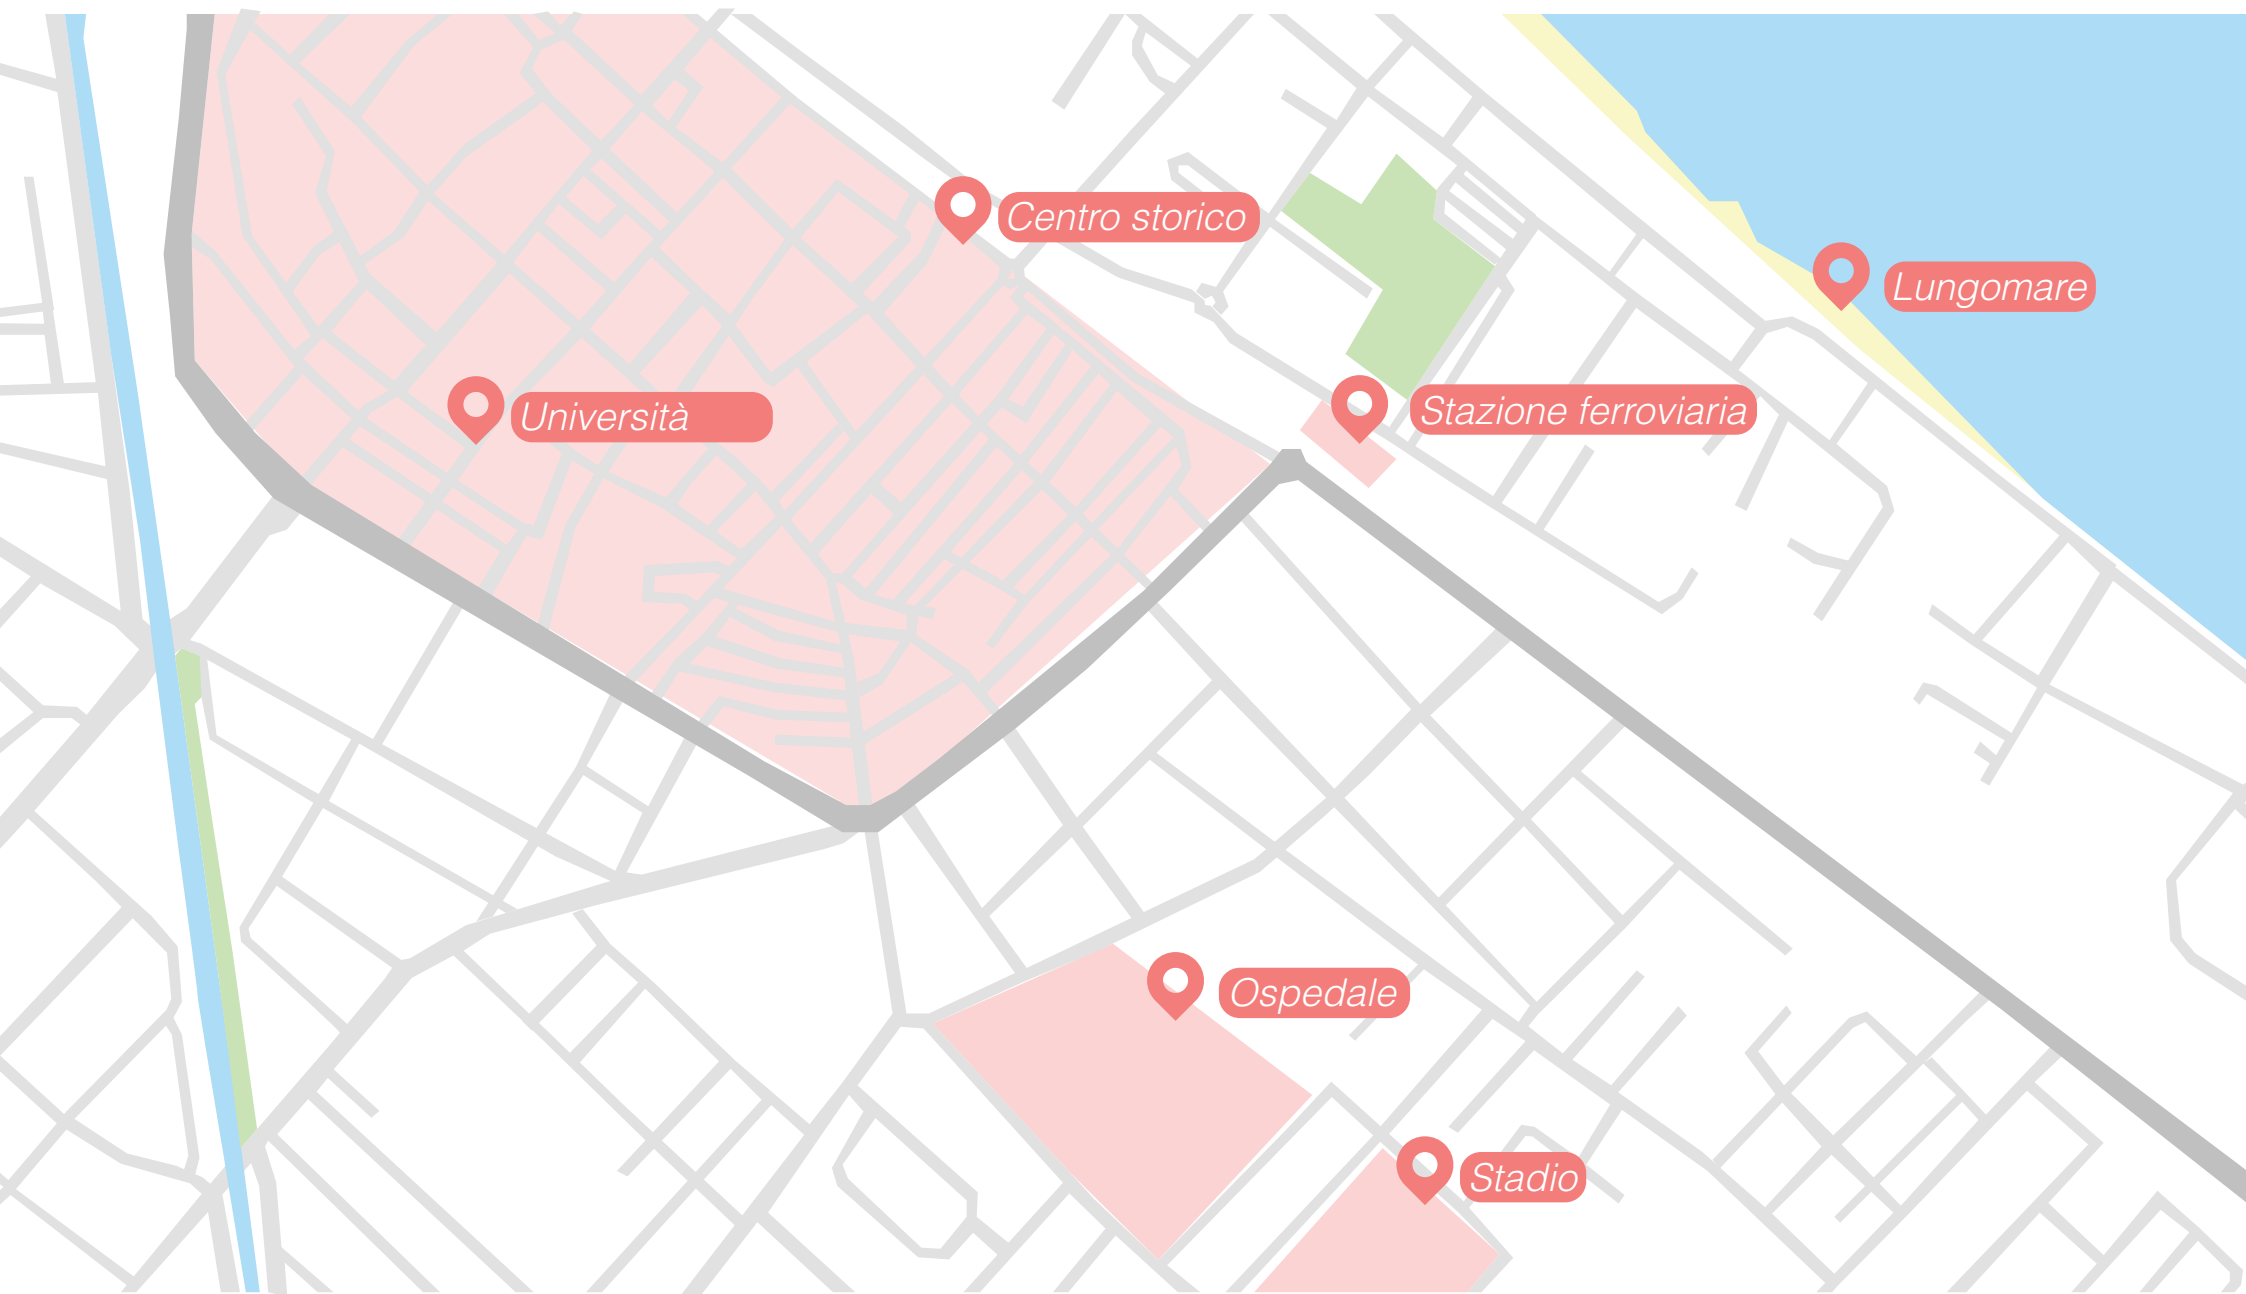 Centro storico
Lungomare
Università
Stazione ferroviaria
Ospedale
Stadio